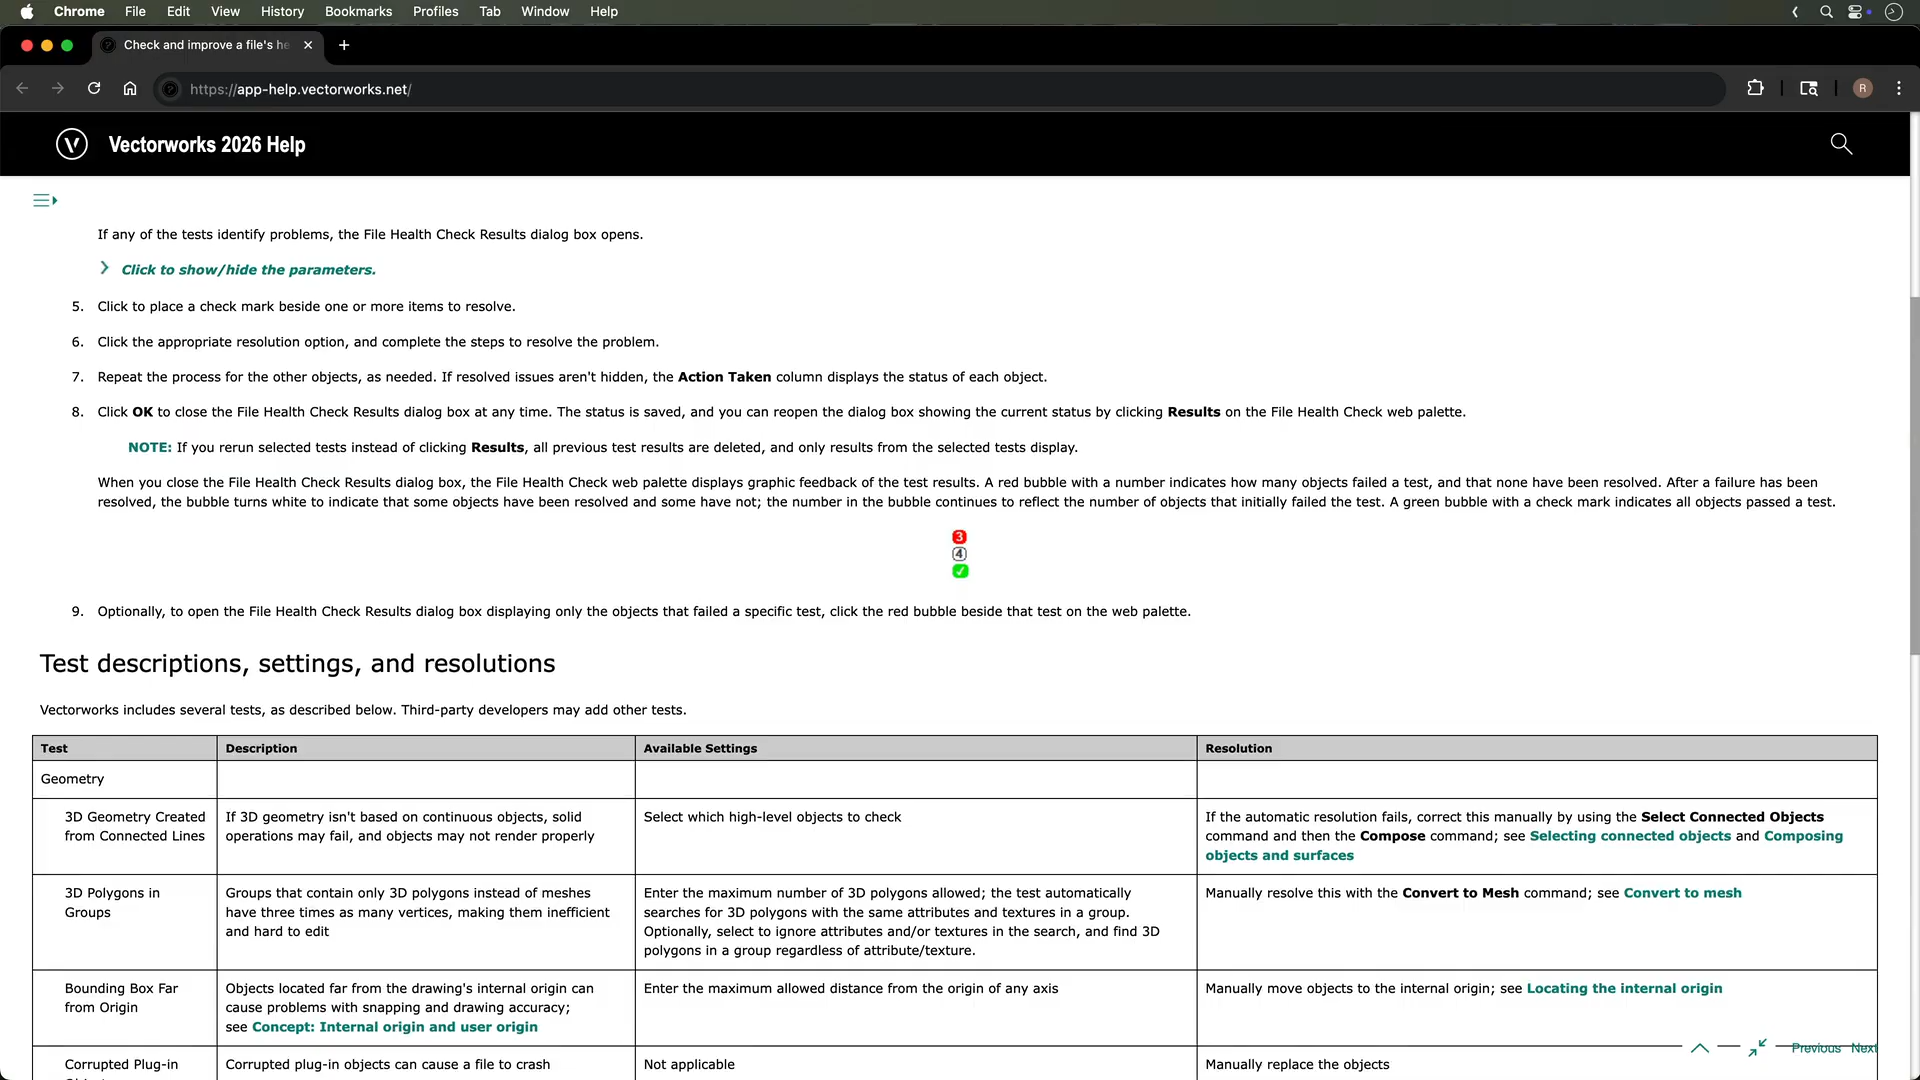 Chrome File Edit View History Bookmarks Profiles Tab Window Help
Check and improve a file's he
https://app-help.vectorworks.net/
R
Vectorworks 2026 Help
If any of the tests identify problems, the File Health Check Results dialog box opens.
Click to show/hide the parameters.
5. Click to place a check mark beside one or more items to resolve.
6. Click the appropriate resolution option, and complete the steps to resolve the problem.
7. Repeat the process for the other objects, as needed. If resolved issues aren't hidden, the Action Taken column displays the status of each object.
8. Click OK to close the File Health Check Results dialog box at any time. The status is saved, and you can reopen the dialog box showing the current status by clicking Results on the File Health Check web palette.
NOTE: If you rerun selected tests instead of clicking Results, all previous test results are deleted, and only results from the selected tests display.
When you close the File Health Check Results dialog box, the File Health Check web palette displays graphic feedback of the test results. A red bubble with a number indicates how many objects failed a test, and that none have been resolved. After a failure has been
resolved, the bubble turns white to indicate that some objects have been resolved and some have not; the number in the bubble continues to reflect the number of objects that initially failed the test. A green bubble with a check mark indicates all objects passed a test.
3
4
9. Optionally, to open the File Health Check Results dialog box displaying only the objects that failed a specific test, click the red bubble beside that test on the web palette.
Test descriptions, settings, and resolutions
Vectorworks includes several tests, as described below. Third-party developers may add other tests.
Test Description Available Settings Resolution
Geometry
3D Geometry Created
from Connected Lines
If 3D geometry isn't based on continuous objects, solid
operations may fail, and objects may not render properly
Select which high-level objects to check
If the automatic resolution fails, correct this manually by using the Select Connected Objects
command and then the Compose command; see Selecting connected objects and Composing
objects and surfaces
3D Polygons in
Groups
Groups that contain only 3D polygons instead of meshes
have three times as many vertices, making them inefficient
and hard to edit
Enter the maximum number of 3D polygons allowed; the test automatically
searches for 3D polygons with the same attributes and textures in a group.
Optionally, select to ignore attributes and/or textures in the search, and find 3D
polygons in a group regardless of attribute/texture.
Manually resolve this with the Convert to Mesh command; see Convert to mesh
Bounding Box Far
from Origin
Objects located far from the drawing's internal origin can
cause problems with snapping and drawing accuracy;
see Concept: Internal origin and user origin
Enter the maximum allowed distance from the origin of any axis
Manually move objects to the internal origin; see Locating the internal origin
Previous Next
Corrupted Plug-in
Corrupted plug-in objects can cause a file to crash
Not applicable
Manually replace the objects